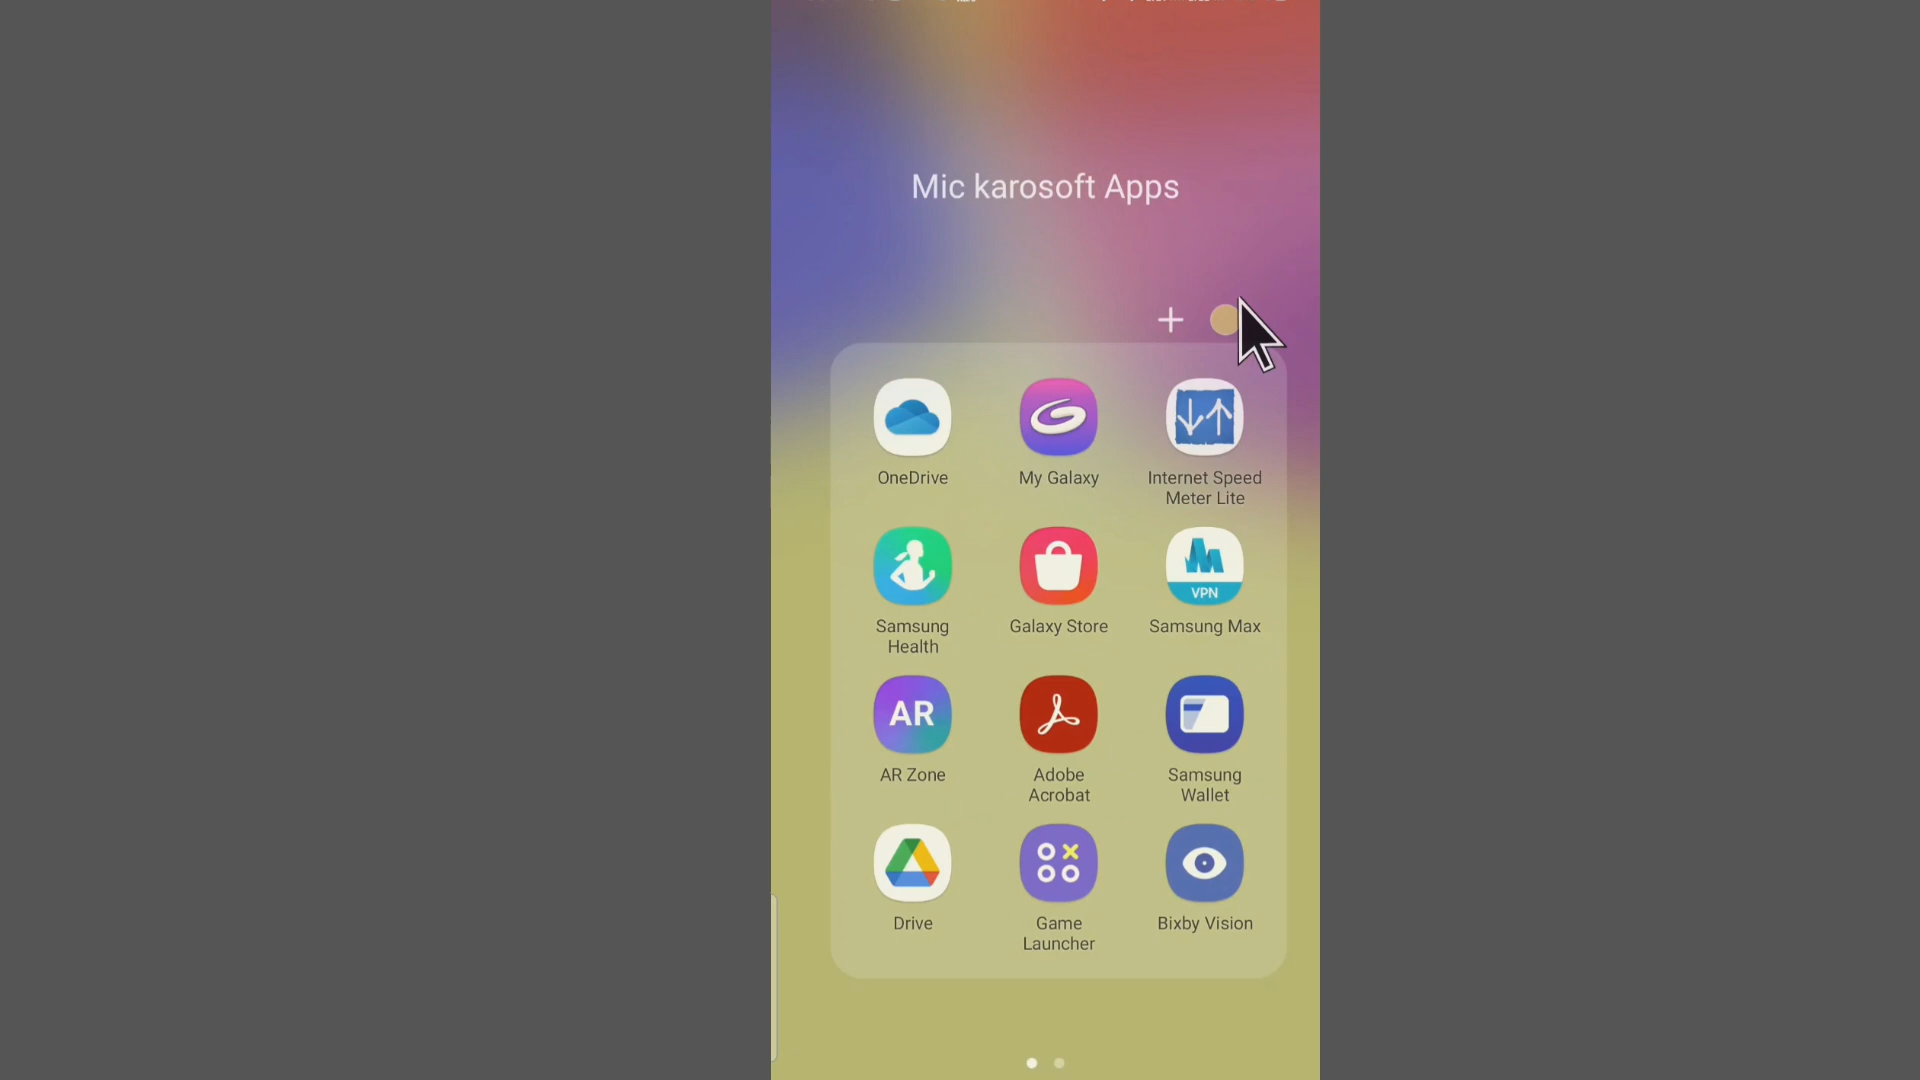 Mic karosoft Apps
OneDrive
My Galaxy
Internet Speed
Meter Lite
Samsung
Health
Galaxy Store
VPN
Samsung Max
AR
AR Zone
Adobe
Acrobat
Samsung
Wallet
Drive
Game
Launcher
Bixby Vision